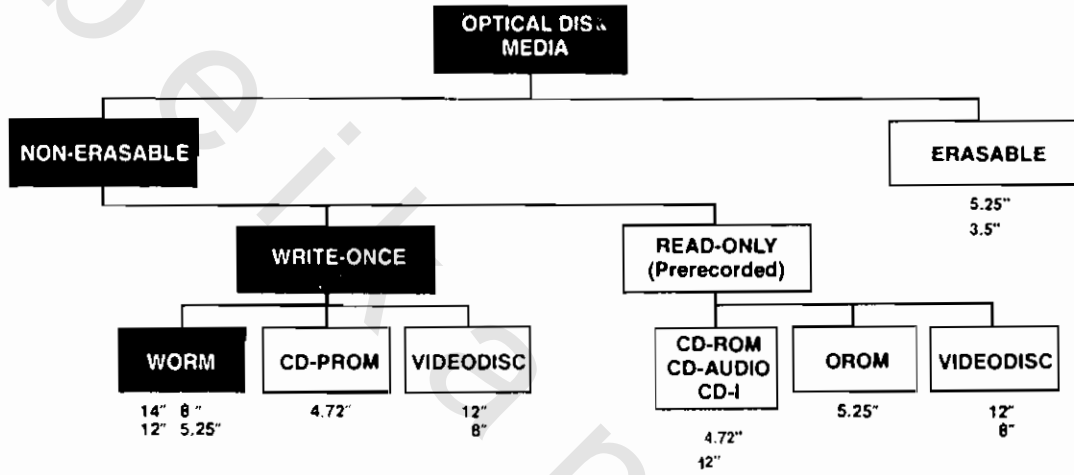 OPTICAL DISK
MEDIA
NON-ERASABLE
ERASABLE
5.25"
3.5"
WRITE-ONCE
READ-ONLY
(Prerecorded)
WORM
CD-PROM
VIDEODISC
CD-ROM
CD-AUDIO
CD-I
OROM
VIDEODISC
14" 8"
12" 5.25"
4.72"
12"
8"
4.72"
12"
5.25"
12"
8"